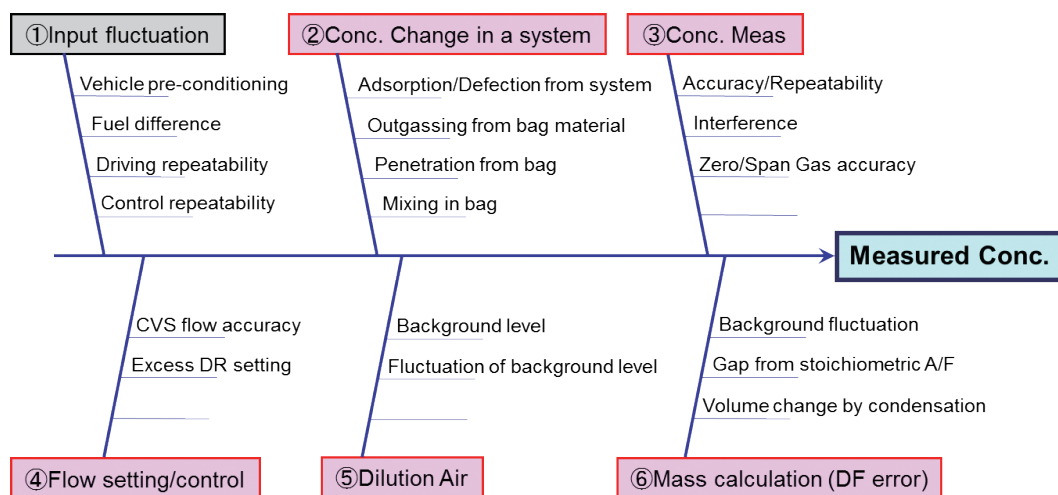 ①Input fluctuation
②Conc. Change in a system
③Conc. Meas
Vehicle pre-conditioning
Fuel difference
Driving repeatability
Control repeatability
Adsorption/Defection from system
Outgassing from bag material
Penetration from bag
Mixing in bag
Accuracy/Repeatability
Interference
Zero/Span Gas accuracy
Measured Conc.
CVS flow accuracy
Excess DR setting
Background level
Fluctuation of background level
Background fluctuation
Gap from stoichiometric A/F
Volume change by condensation
④Flow setting/control
⑤Dilution Air
⑥Mass calculation (DF error)